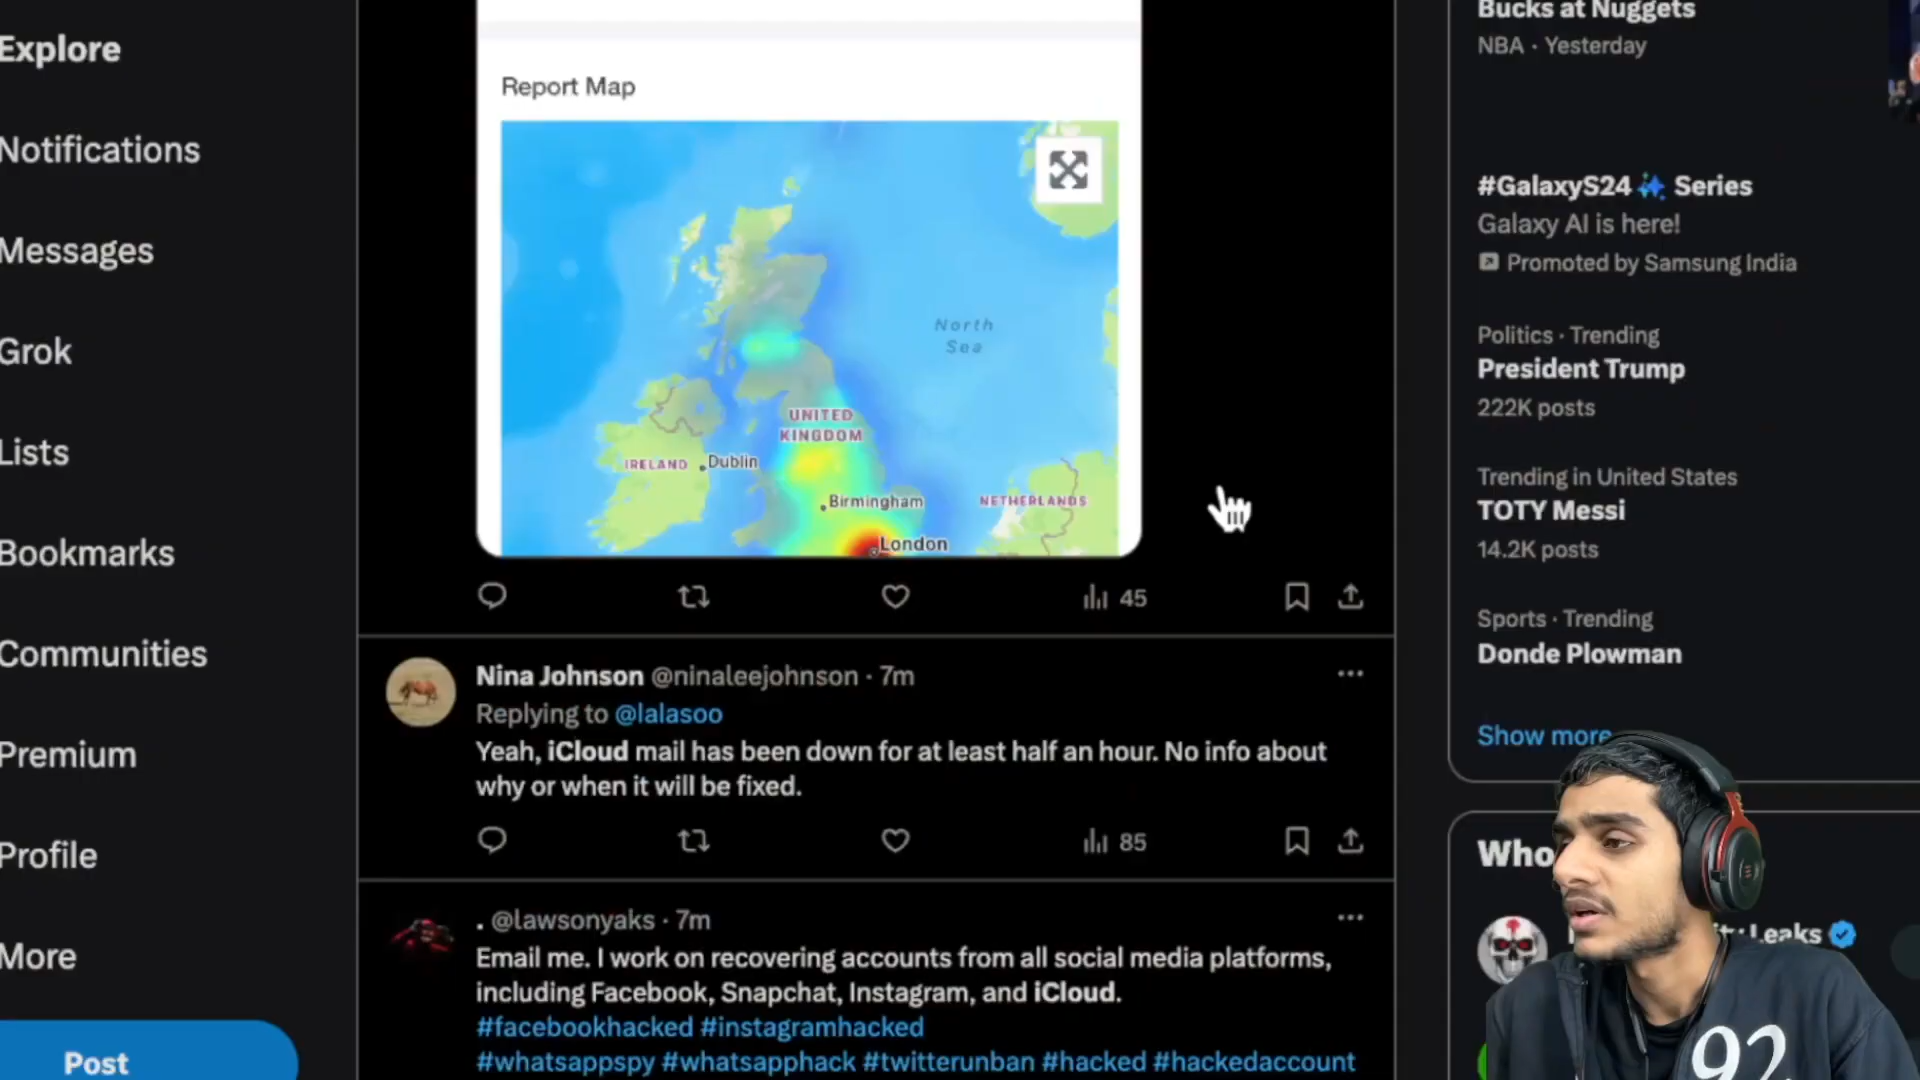 Explore
Notifications
Messages
Grok
Lists
Bookmarks
Communities
Premium
Profile
More
Post
Report Map
North
Sea
UNITED
KINGDOM
IRELAND
Dublin
Birmingham
NETHERLANDS
London
45
Nina Johnson @ninaleejohnson · 7m
Replying to @lalasoo
Yeah, iCloud mail has been down for at least half an hour. No info about
why or when it will be fixed.
85
. @lawsonyaks · 7m
Email me. I work on recovering accounts from all social media platforms,
including Facebook, Snapchat, Instagram, and iCloud.
#facebookhacked #instagramhacked
#whatsappspy #whatsapphack #twitterunban #hacked #hackedaccount
Bucks at Nuggets
NBA · Yesterday
#GalaxyS24 Series
Galaxy AI is here!
Promoted by Samsung India
Politics · Trending
President Trump
222K posts
Trending in United States
TOTY Messi
14.2K posts
Sports · Trending
Donde Plowman
Show more
Who
Leaks
92